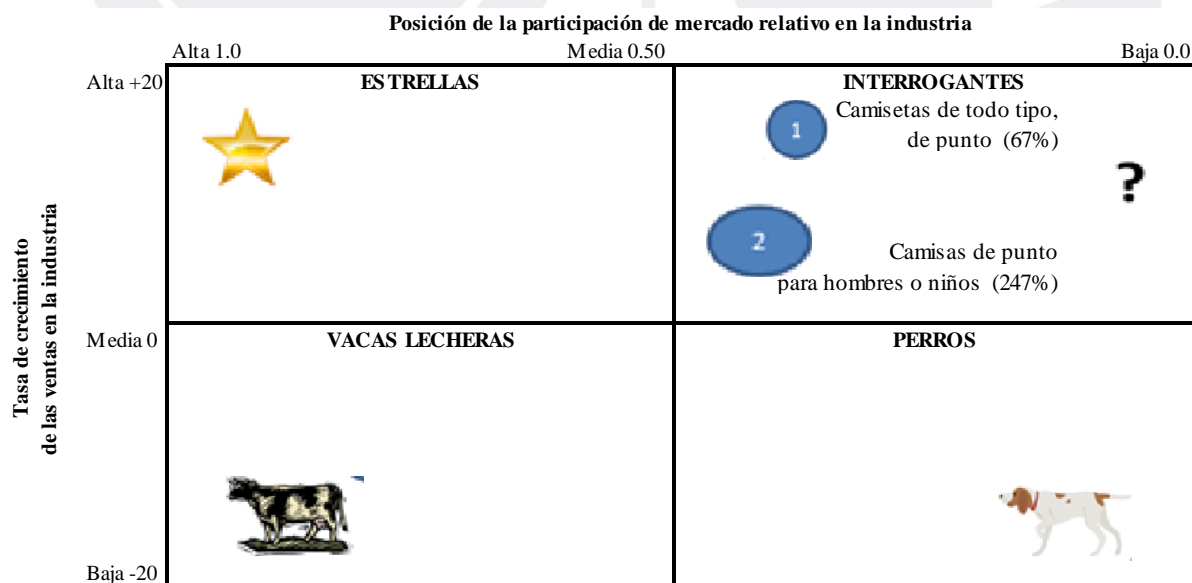 Posición de la participación de mercado relativo en la industria
Alta 1.0 Media 0.50 Baja 0.0
Alta +20
ESTRELLAS
INTERROGANTES
1
Camisetas de todo tipo,
de punto (67%)
?
2
Camisas de punto
para hombres o niños (247%)
Tasa de crecimiento
de las ventas en la industria
Media 0
VACAS LECHERAS
PERROS
Baja -20